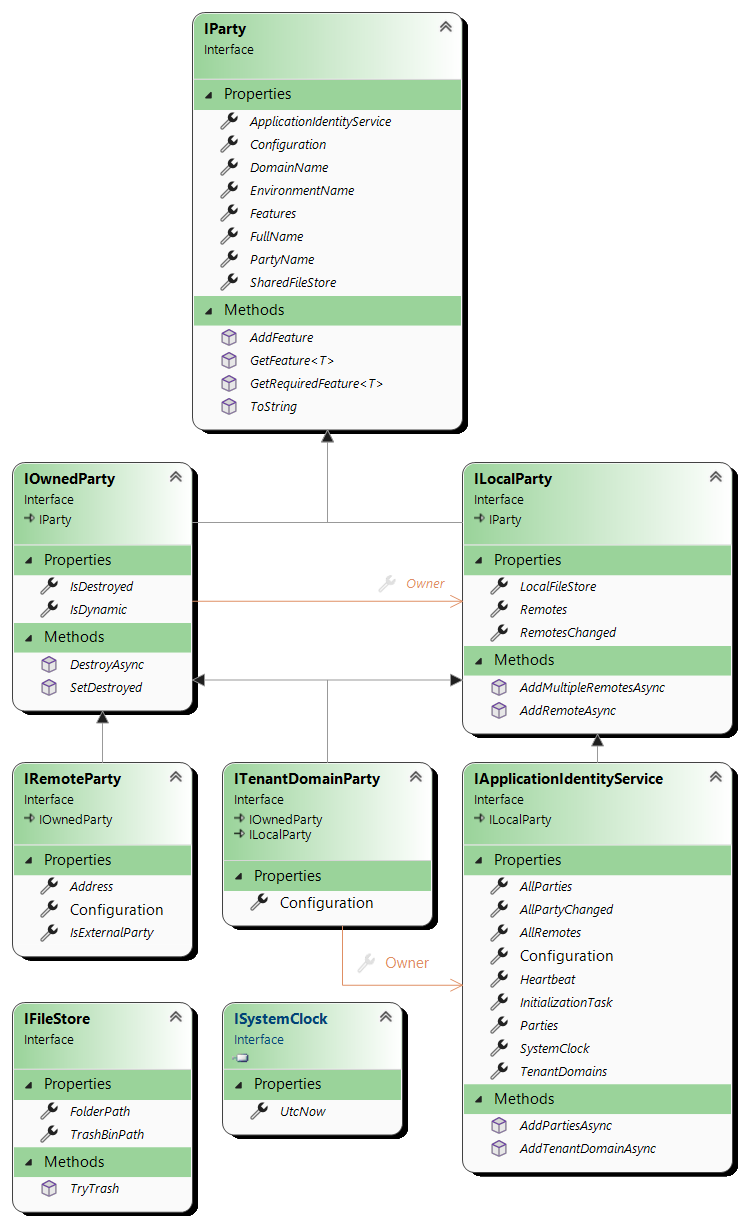 IParty
Interface
Properties
ApplicationIdentityService
Configuration
DomainName
EnvironmentName
Features
FullName
PartyName
SharedFileStore
Methods
AddFeature
GetFeature<T>
GetRequiredFeature<T>
ToString
IOwnedParty
Interface
IParty
Properties
IsDestroyed
IsDynamic
Methods
DestroyAsync
SetDestroyed
Owner
ILocalParty
Interface
IParty
Properties
LocalFileStore
Remotes
RemotesChanged
Methods
AddMultipleRemotesAsync
AddRemoteAsync
IRemoteParty
Interface
IOwnedParty
Properties
Address
Configuration
IsExternalParty
ITenantDomainParty
Interface
IOwnedParty
ILocalParty
Properties
Configuration
Owner
IApplicationIdentityService
Interface
ILocalParty
Properties
AllParties
AllPartyChanged
AllRemotes
Configuration
Heartbeat
InitializationTask
Parties
SystemClock
TenantDomains
Methods
AddPartiesAsync
AddTenantDomainAsync
IFileStore
Interface
Properties
FolderPath
TrashBinPath
Methods
TryTrash
ISystemClock
Interface
Properties
UtcNow